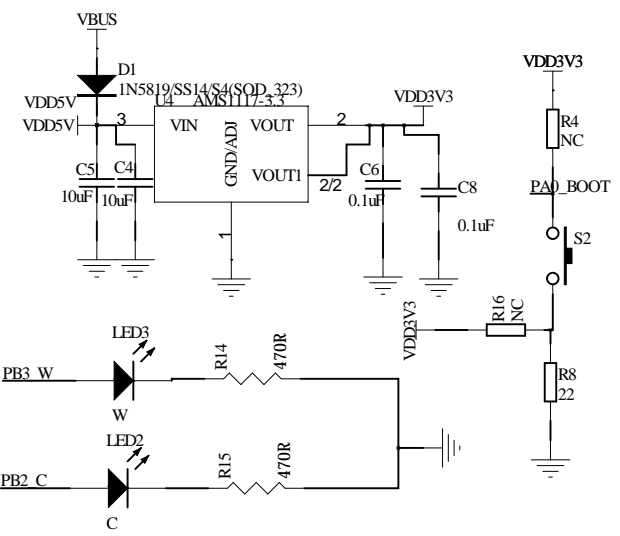 VBUS
D1
1N5819/SS14/S4(SOD_323)
VDD5V
U4
AMS1117-3.3
VDD5V
3
VIN
VOUT
2
VDD3V3
GND/ADJ
VOUT1
2/2
C5
10uF
C4
10uF
C6
0.1uF
C8
0.1uF
1
VDD3V3
R4
NC
PA0_BOOT
S2
R16
NC
VDD3V3
R8
22
LED3
PB3_W
W
R14
470R
LED2
PB2_C
C
R15
470R